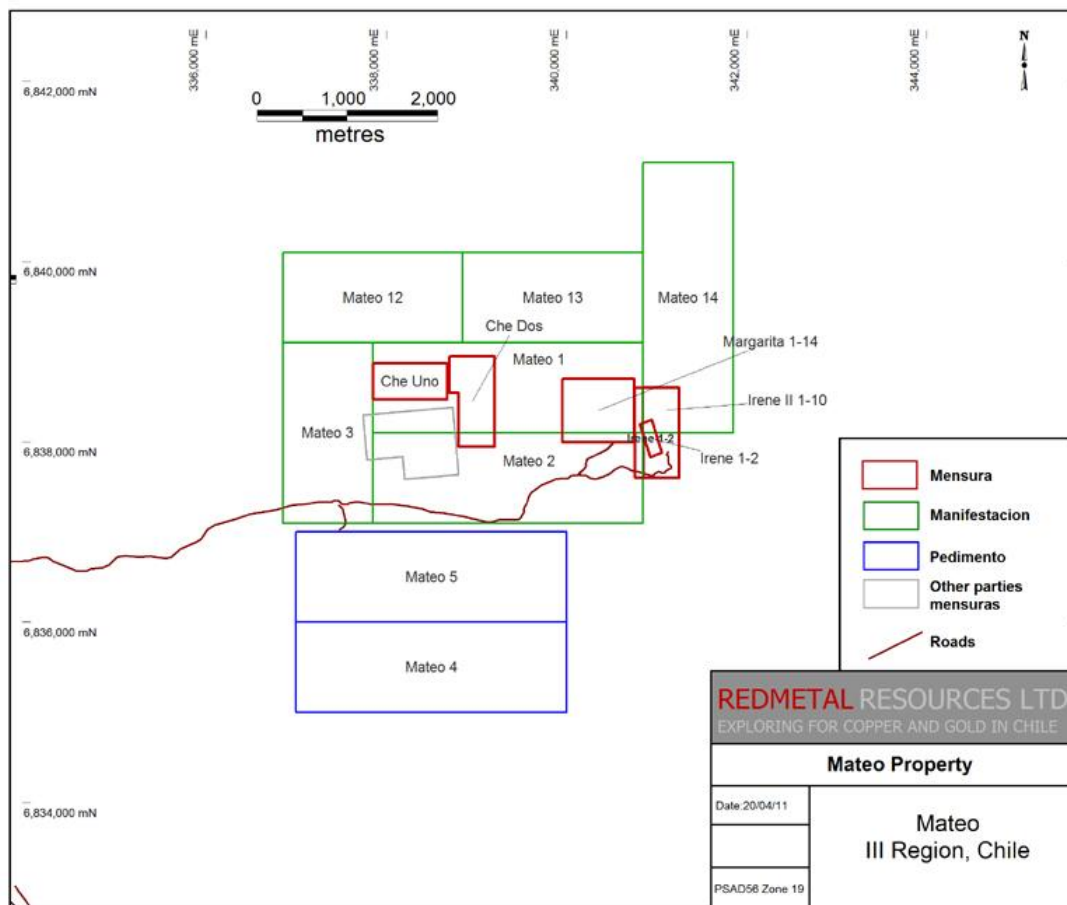 336,000 mE
338,000 mE
340,000 mE
342,000 mE
344,000 mE
N
6,842,000 mN
0 1,000 2,000
metres
6,840,000 mN
Mateo 12
Mateo 13
Mateo 14
Che Dos
Margarita 1-14
Mateo 1
Che Uno
Irene II 1-10
Mateo 3
Irene 1-2
6,838,000 mN
Mateo 2
Irene 1-2
Mensura
Manifestacion
Pedimento
Other parties
mensuras
Roads
Mateo 5
6,836,000 mN
Mateo 4
REDMETAL RESOURCES LTD
EXPLORING FOR COPPER AND GOLD IN CHILE
Mateo Property
6,834,000 mN
Date:20/04/11
Mateo
III Region, Chile
PSAD56 Zone 19